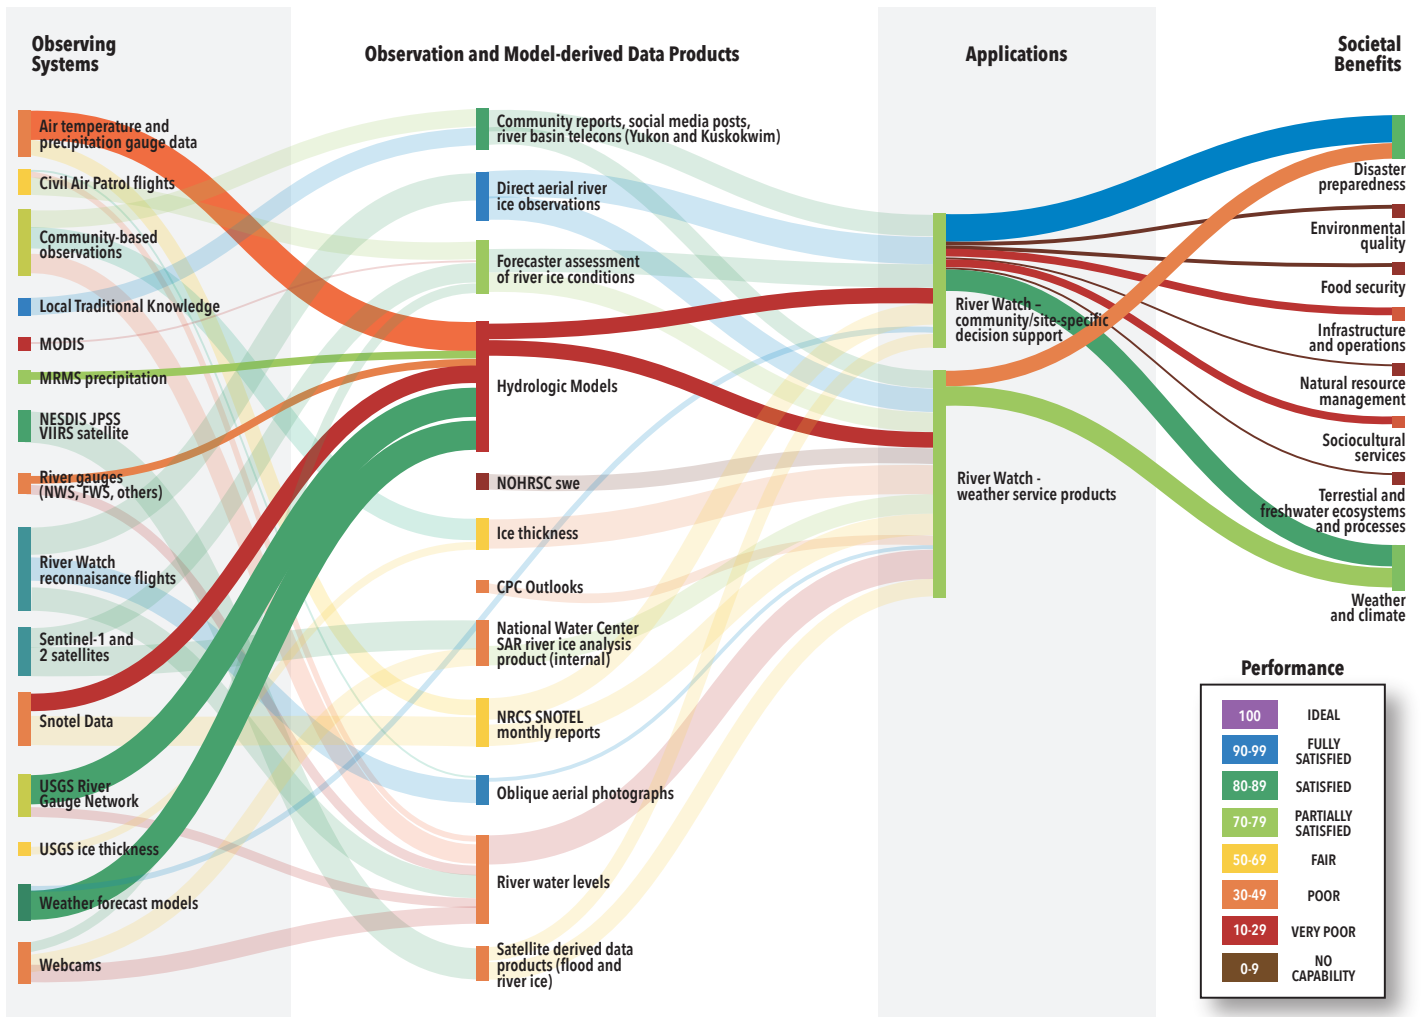 Observing
Systems
Observation and Model-derived Data Products
Applications
Societal
Benefits
Air temperature and
precipitation gauge data
Civil Air Patrol flights
Community-based
observations
Local Traditional Knowledge
MODIS
MRMS precipitation
NESDIS JPSS
VIIRS satellite
River gauges
(NWS, FWS, others)
River Watch
reconnaisance flights
Sentinel-1 and
2 satellites
Snotel Data
USGS River
Gauge Network
USGS ice thickness
Weather forecast models
Webcams
Community reports, social media posts,
river basin telecons (Yukon and Kuskokwim)
Direct aerial river
ice observations
Forecaster assessment
of river ice conditions
Hydrologic Models
NOHRSC swe
Ice thickness
CPC Outlooks
National Water Center
SAR river ice analysis
product (internal)
NRCS SNOTEL
monthly reports
Oblique aerial photographs
River water levels
Satellite derived data
products (flood and
river ice)
River Watch –
community/site-specific
decision support
River Watch -
weather service products
Disaster
preparedness
Environmental
quality
Food security
Infrastructure
and operations
Natural resource
management
Sociocultural
services
Terrestial and
freshwater ecosystems
and processes
Weather
and climate
Performance
100 IDEAL
90-99 FULLY
SATISFIED
80-89 SATISFIED
70-79 PARTIALLY
SATISFIED
50-69 FAIR
30-49 POOR
10-29 VERY POOR
0-9 NO
CAPABILITY